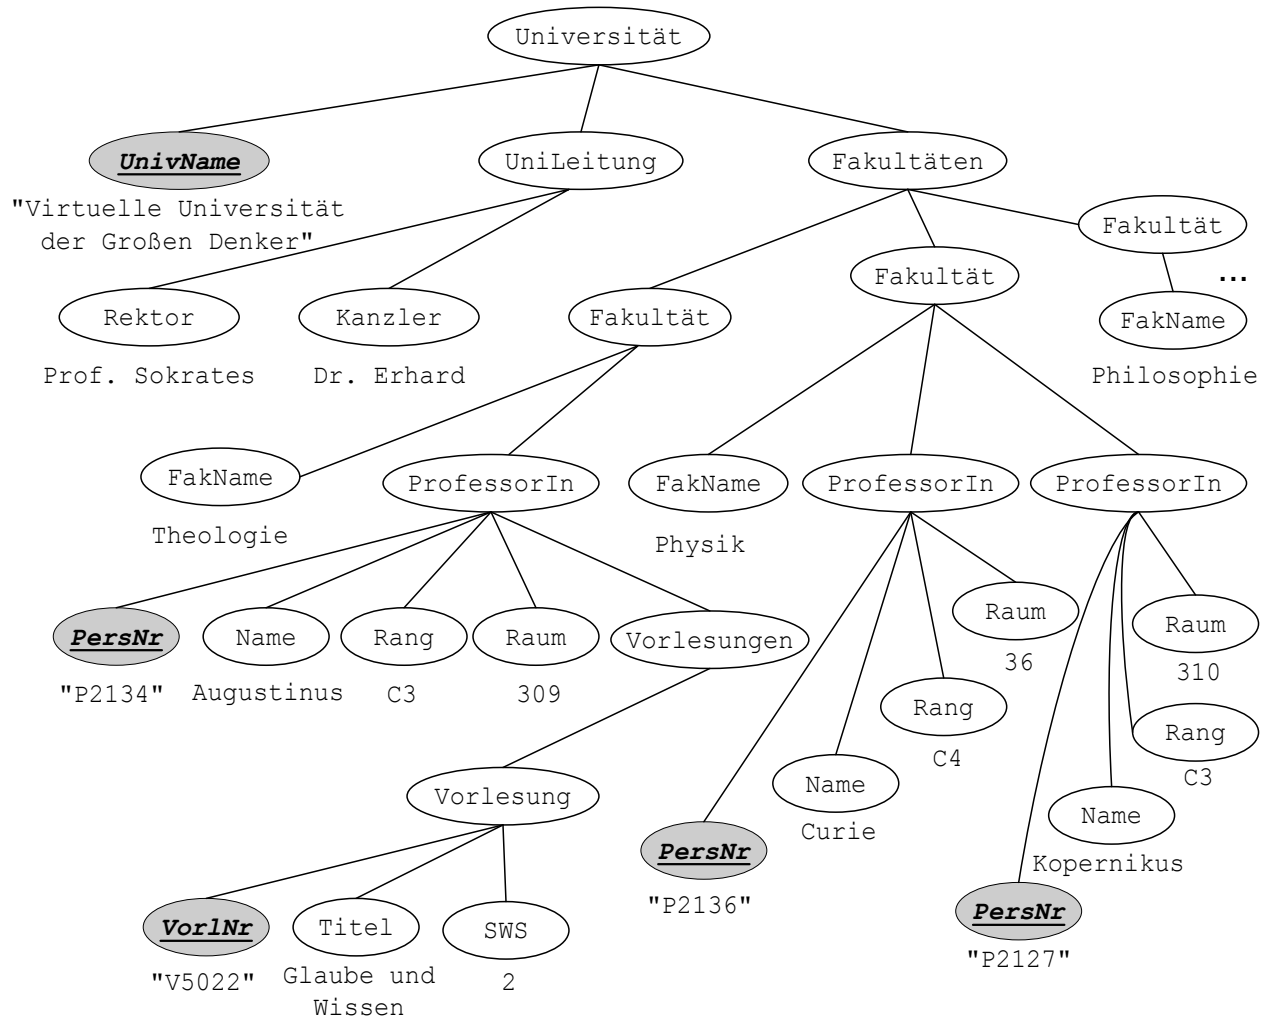 Universität
UnivName
UniLeitung
Fakultäten
"Virtuelle Universität
der Großen Denker"
Fakultät
Fakultät
...
Rektor
Kanzler
Fakultät
FakName
Prof. Sokrates
Dr. Erhard
Philosophie
FakName
ProfessorIn
FakName
ProfessorIn
ProfessorIn
Theologie
Physik
PersNr
Name
Rang
Raum
Vorlesungen
Raum
Raum
36
310
"P2134"
Augustinus
C3
309
Rang
Rang
C4
C3
Vorlesung
Name
Name
Curie
PersNr
Kopernikus
"P2136"
PersNr
VorlNr
Titel
SWS
"P2127"
"V5022"
Glaube und
Wissen
2